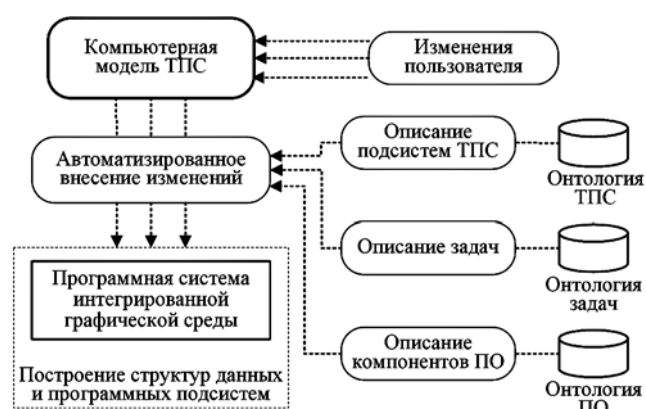 Компьютерная
модель ТПС
Изменения
пользователя
Автоматизированное
внесение изменений
Описание
подсистем ТПС
Онтология
ТПС
Описание задач
Онтология
задач
Программная система
интегрированной
графической среды
Построение структур данных
и программных подсистем
Описание
компонентов ПО
Онтология
ПО